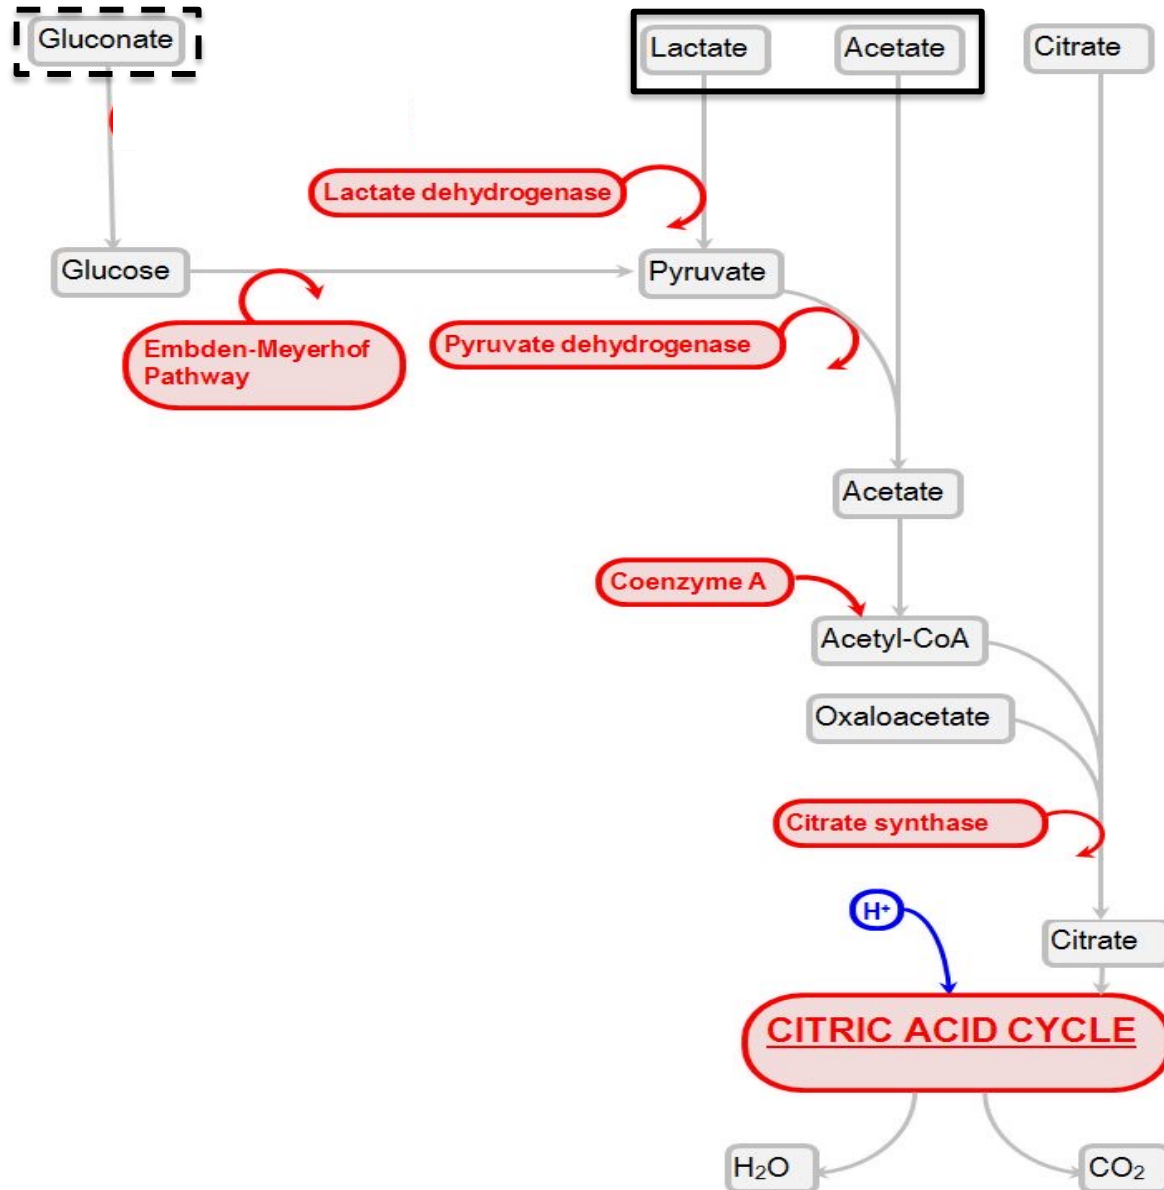 Gluconate
Lactate
Acetate
Citrate
Lactate dehydrogenase
Glucose
Pyruvate
Embden-Meyerhof
Pathway
Pyruvate dehydrogenase
Acetate
Coenzyme A
Acetyl-CoA
Oxaloacetate
Citrate synthase
H⁺
Citrate
CITRIC ACID CYCLE
H₂O
CO₂